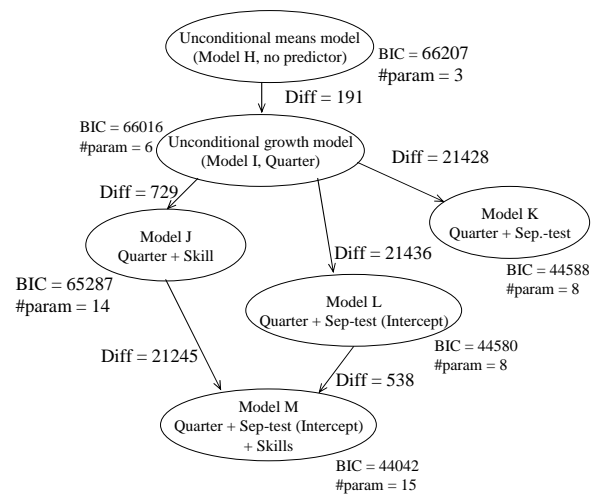 Unconditional means model
(Model H, no predictor)
BIC = 66207
#param = 3
Diff = 191
BIC = 66016
#param = 6
Unconditional growth model
(Model I, Quarter)
Diff = 21428
Diff = 729
Model J
Quarter + Skill
Model K
Quarter + Sep.-test
Diff = 21436
BIC = 65287
#param = 14
BIC = 44588
#param = 8
Model L
Quarter + Sep-test (Intercept)
BIC = 44580
#param = 8
Diff = 21245
Diff = 538
Model M
Quarter + Sep-test (Intercept)
+ Skills
BIC = 44042
#param = 15